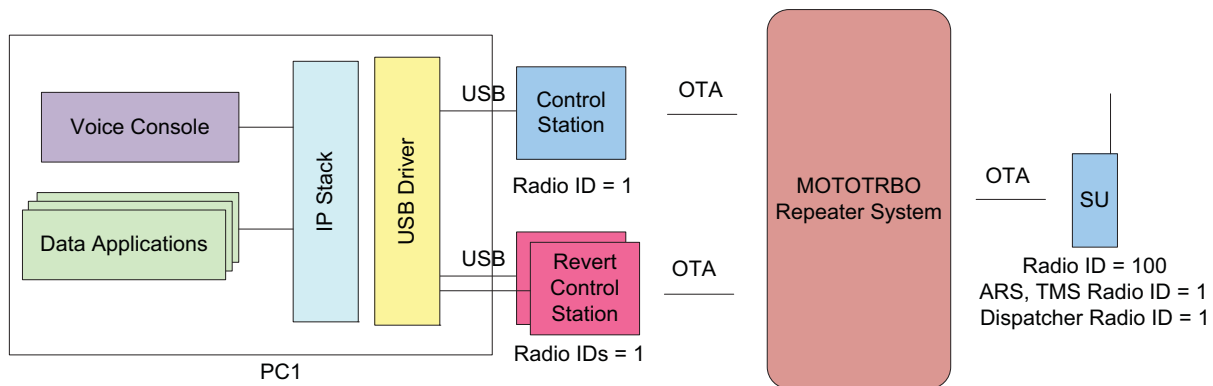 Voice Console
Data Applications
IP Stack
USB Driver
PC1
USB
Control
Station
Radio ID = 1
USB
Revert
Control
Station
Radio IDs = 1
OTA
OTA
MOTOTRBO
Repeater System
OTA
SU
Radio ID = 100
ARS, TMS Radio ID = 1
Dispatcher Radio ID = 1